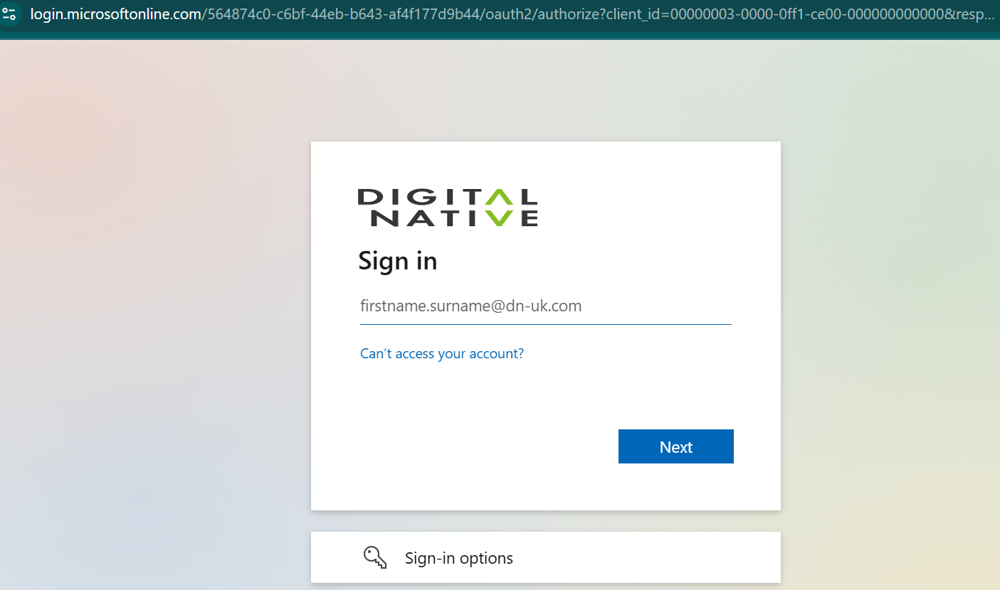 login.microsoftonline.com/564874c0-c6bf-44eb-b643-af4f177d9b44/oauth2/authorize?client_id=00000003-0000-0ff1-ce00-000000000000&resp...
DIGITAL
NATIVE
Sign in
firstname.surname@dn-uk.com
Can't access your account?
Next
Sign-in options